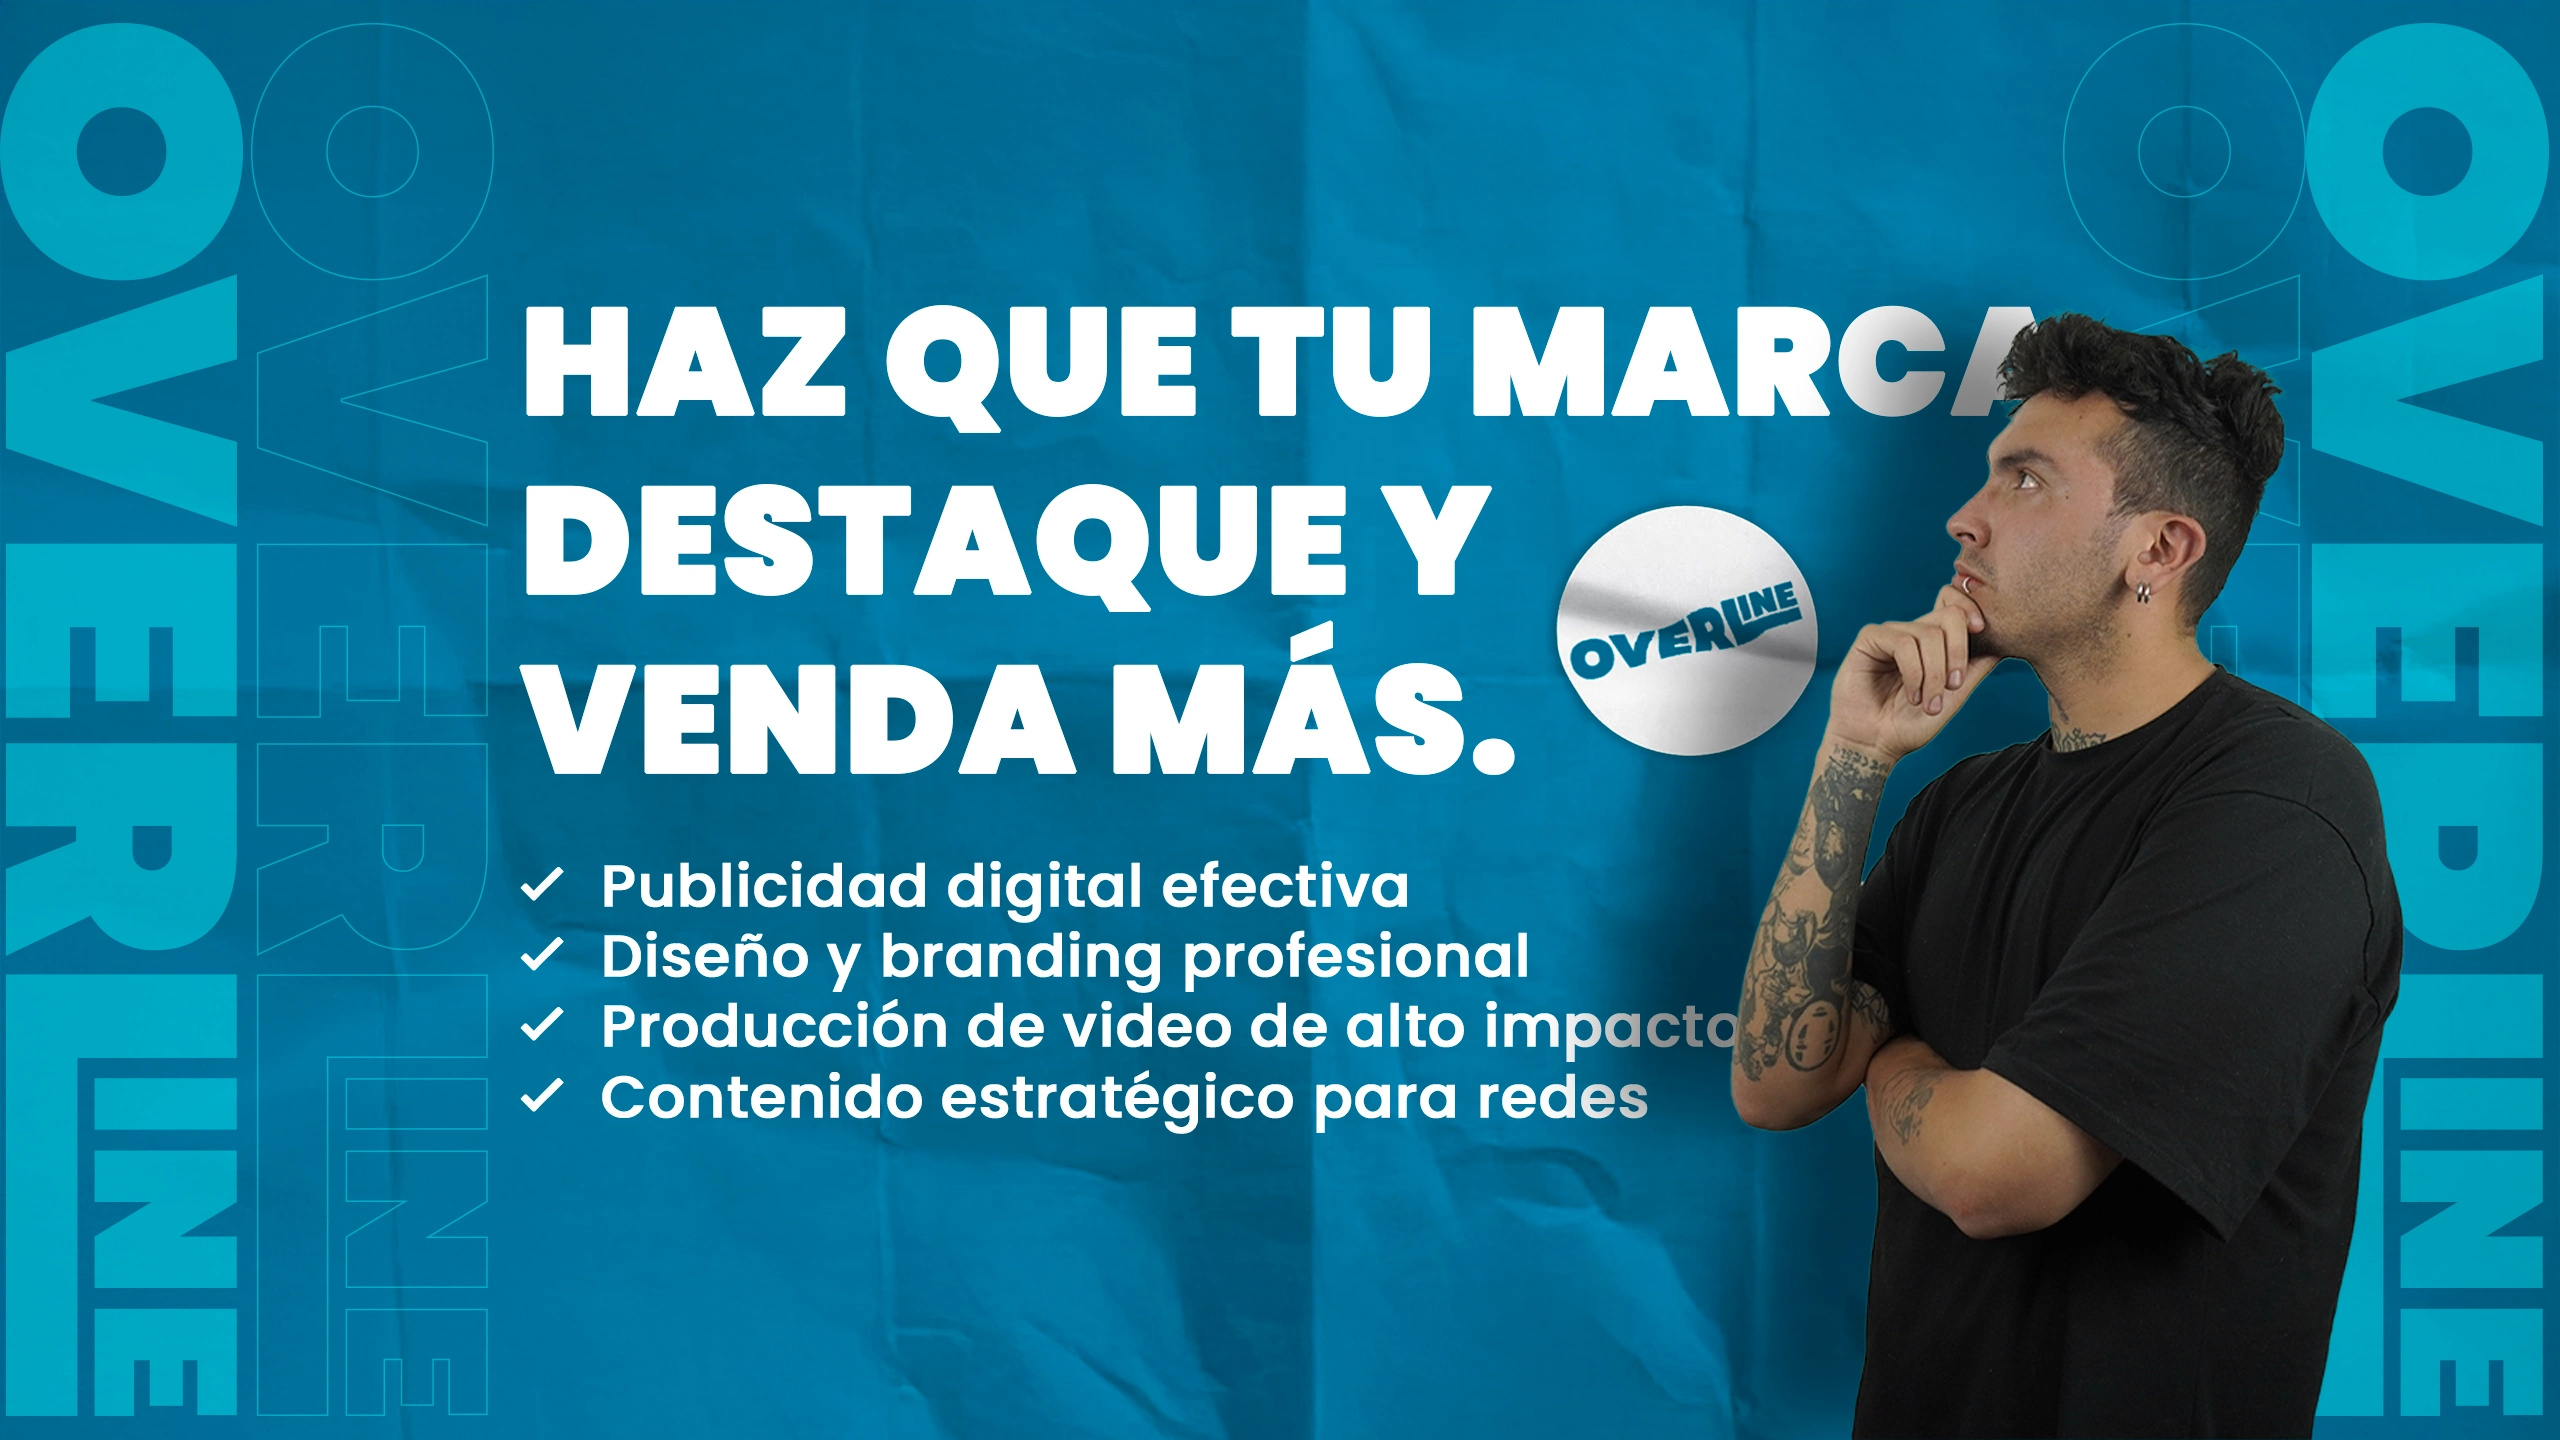 OVERLINE
OVERLINE
HAZ QUE TU MARCA
DESTAQUE Y
VENDA MÁS.
OVERLINE
Publicidad digital efectiva
Diseño y branding profesional
Producción de video de alto impacto
Contenido estratégico para redes
OVERLINE
OVERLINE